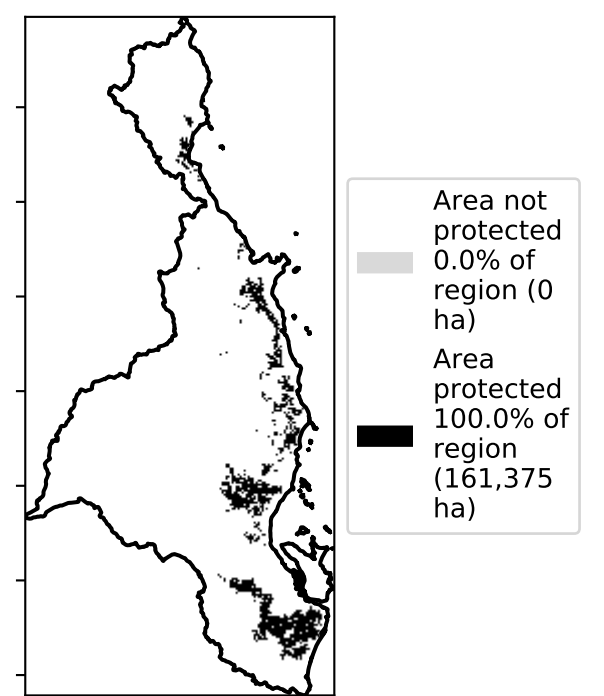 Area not
protected
0.0% of
region (0
ha)
Area
protected
100.0% of
region
(161,375
ha)